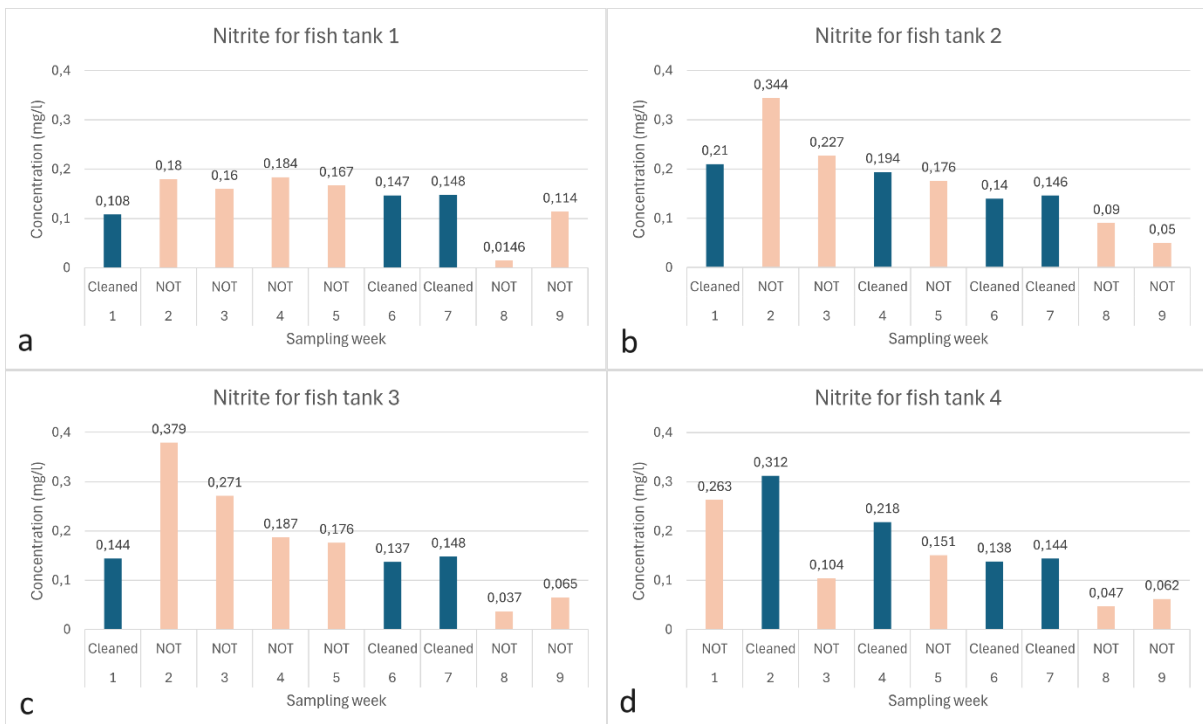 Nitrite for fish tank 1
Concentration (mg/l)
0,4
0,3
0,2
0,1
0
0,108
0,18
0,16
0,184
0,167
0,147
0,148
0,0146
0,114
Cleaned NOT NOT NOT NOT Cleaned Cleaned NOT NOT
1 2 3 4 5 6 7 8 9
Sampling week
a
Nitrite for fish tank 2
Concentration (mg/l)
0,4
0,3
0,2
0,1
0
0,21
0,344
0,227
0,194
0,176
0,14
0,146
0,09
0,05
Cleaned NOT NOT Cleaned NOT Cleaned Cleaned NOT NOT
1 2 3 4 5 6 7 8 9
Sampling week
b
Nitrite for fish tank 3
Concentration (mg/l)
0,4
0,3
0,2
0,1
0
0,144
0,379
0,271
0,187
0,176
0,137
0,148
0,037
0,065
Cleaned NOT NOT NOT NOT Cleaned Cleaned NOT NOT
1 2 3 4 5 6 7 8 9
Sampling week
c
Nitrite for fish tank 4
Concentration (mg/l)
0,4
0,3
0,2
0,1
0
0,263
0,312
0,104
0,218
0,151
0,138
0,144
0,047
0,062
NOT Cleaned NOT Cleaned NOT Cleaned Cleaned NOT NOT
1 2 3 4 5 6 7 8 9
Sampling week
d